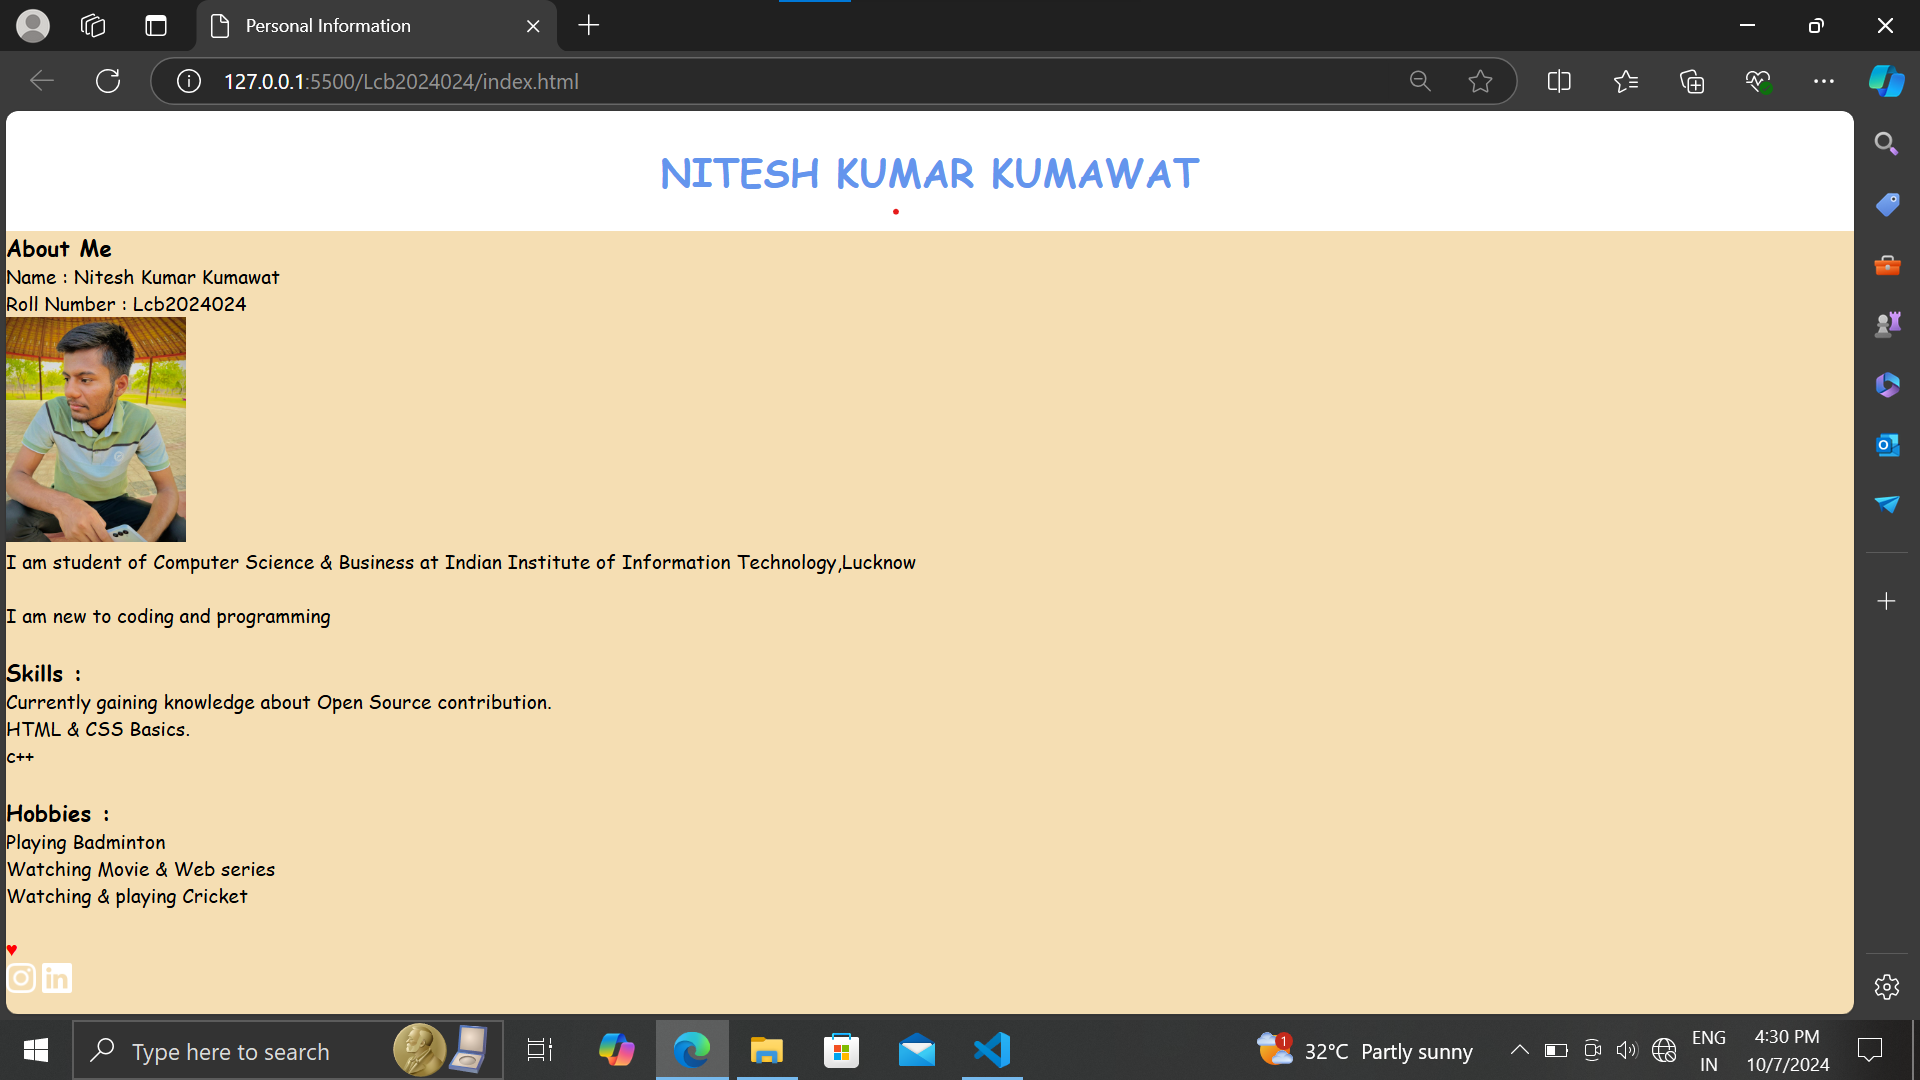 Personal Information
127.0.0.1:5500/Lcb2024024/index.html
NITESH KUMAR KUMAWAT
About Me
Name : Nitesh Kumar Kumawat
Roll Number : Lcb2024024
I am student of Computer Science & Business at Indian Institute of Information Technology,Lucknow
I am new to coding and programming
Skills :
Currently gaining knowledge about Open Source contribution.
HTML & CSS Basics.
c++
Hobbies :
Playing Badminton
Watching Movie & Web series
Watching & playing Cricket
♥
in
Type here to search
1
32°C Partly sunny
ENG
IN
4:30 PM
10/7/2024